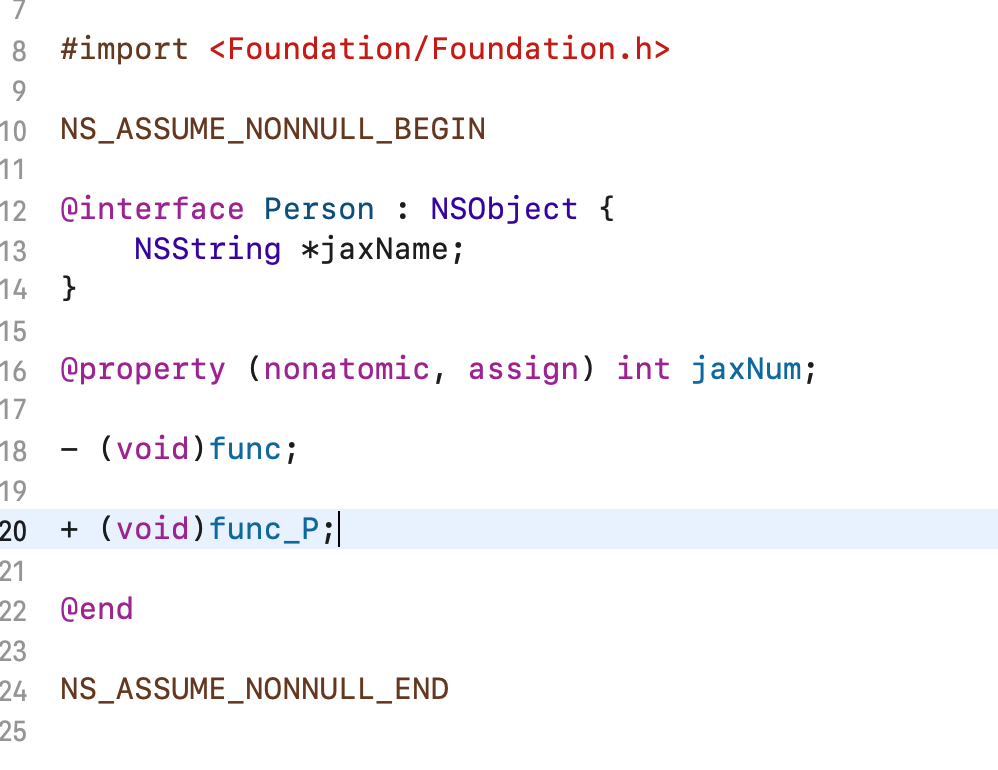 7
8 #import <Foundation/Foundation.h>
9
10 NS_ASSUME_NONNULL_BEGIN
11
12 @interface Person : NSObject {
13     NSString *jaxName;
14 }
15
16 @property (nonatomic, assign) int jaxNum;
17
18 - (void)func;
19
20 + (void)func_P;
21
22 @end
23
24 NS_ASSUME_NONNULL_END
25